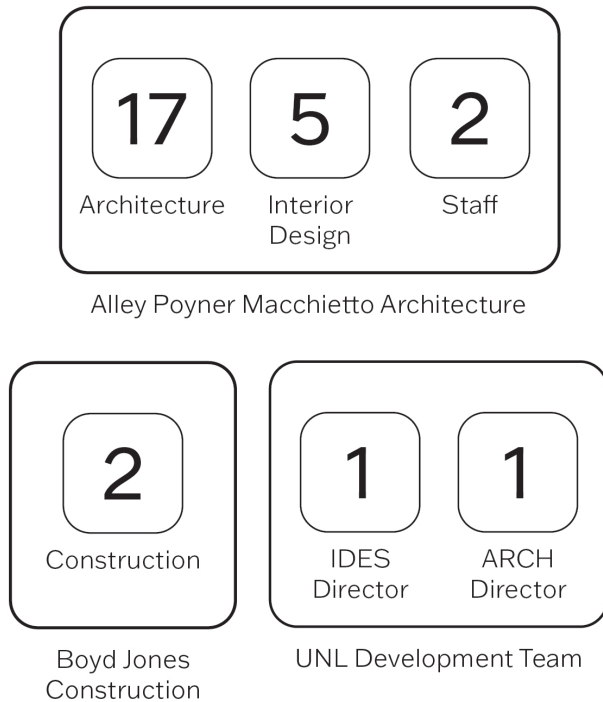 17 5 2
Architecture Interior Design Staff
Alley Poyner Macchietto Architecture
2
Construction
Boyd Jones
Construction
1 1
IDES Director ARCH Director
UNL Development Team